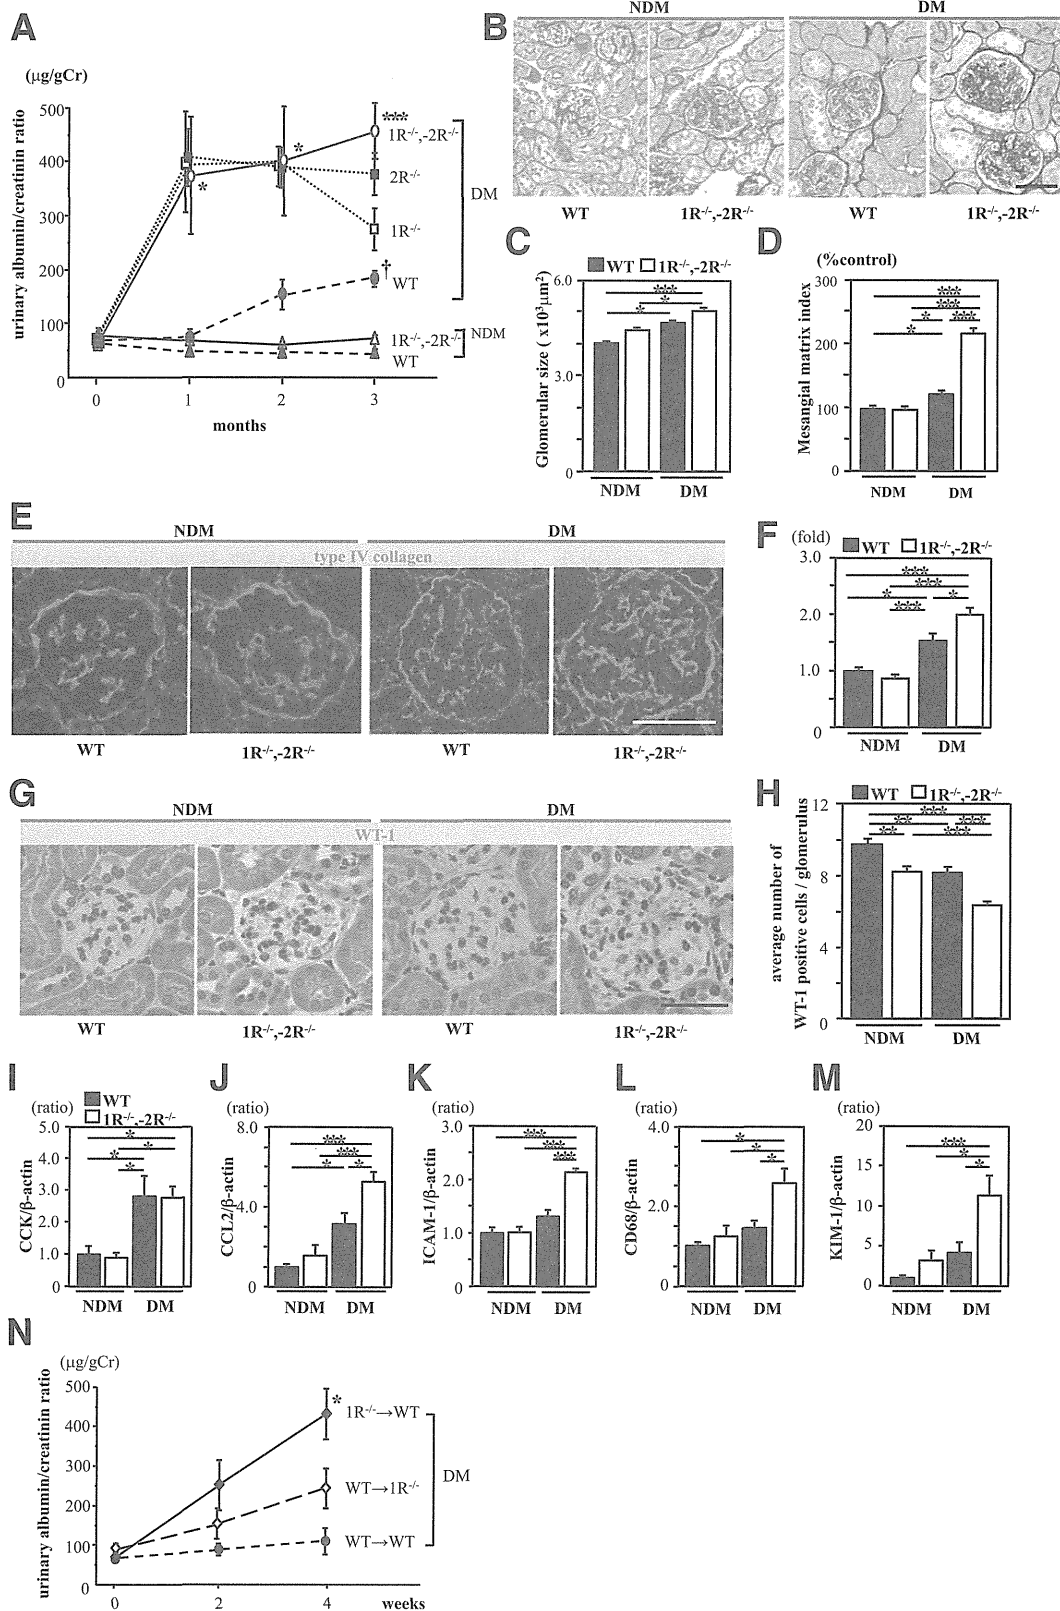 A
(μg/gCr)
urinary albumin/creatinin ratio
500
400
300
200
100
0
0
1
2
3
months
*
*
***
†
1R-/-,-2R-/-
2R-/-
1R-/-
WT
DM
1R-/-,-2R-/-
WT
NDM
B
NDM
DM
WT
1R-/-,-2R-/-
WT
1R-/-,-2R-/-
C
WT
1R-/-,-2R-/-
Glomerular size ( x 10³μm²)
6.0
3.0
0
***
*
*
NDM
DM
D
(%control)
Mesangial matrix index
300
200
100
0
***
***
* ***
*
NDM
DM
E
NDM
DM
type IV collagen
WT
1R-/-,-2R-/-
WT
1R-/-,-2R-/-
F
(fold)
WT
1R-/-,-2R-/-
3.0
2.0
1.0
0
***
***
* *
***
NDM
DM
G
NDM
DM
WT-1
WT
1R-/-,-2R-/-
WT
1R-/-,-2R-/-
H
WT
1R-/-,-2R-/-
average number of
WT-1 positive cells / glomerulus
12
8
4
0
***
** ***
** ***
NDM
DM
I
WT
1R-/-,-2R-/-
(ratio)
CCK/β-actin
5.0
4.0
3.0
2.0
1.0
0
*
*
*
*
NDM
DM
J
(ratio)
CCL2/β-actin
8.0
4.0
0
***
***
* *
NDM
DM
K
(ratio)
ICAM-1/β-actin
3.0
2.0
1.0
0
***
***
***
NDM
DM
L
(ratio)
CD68/β-actin
4.0
2.0
0
*
*
*
NDM
DM
M
(ratio)
KIM-1/β-actin
20
15
10
5
0
***
*
*
NDM
DM
N
(μg/gCr)
urinary albumin/creatinin ratio
500
400
300
200
100
0
0
2
4
weeks
*
1R-/-→WT
WT→1R-/-
WT→WT
DM